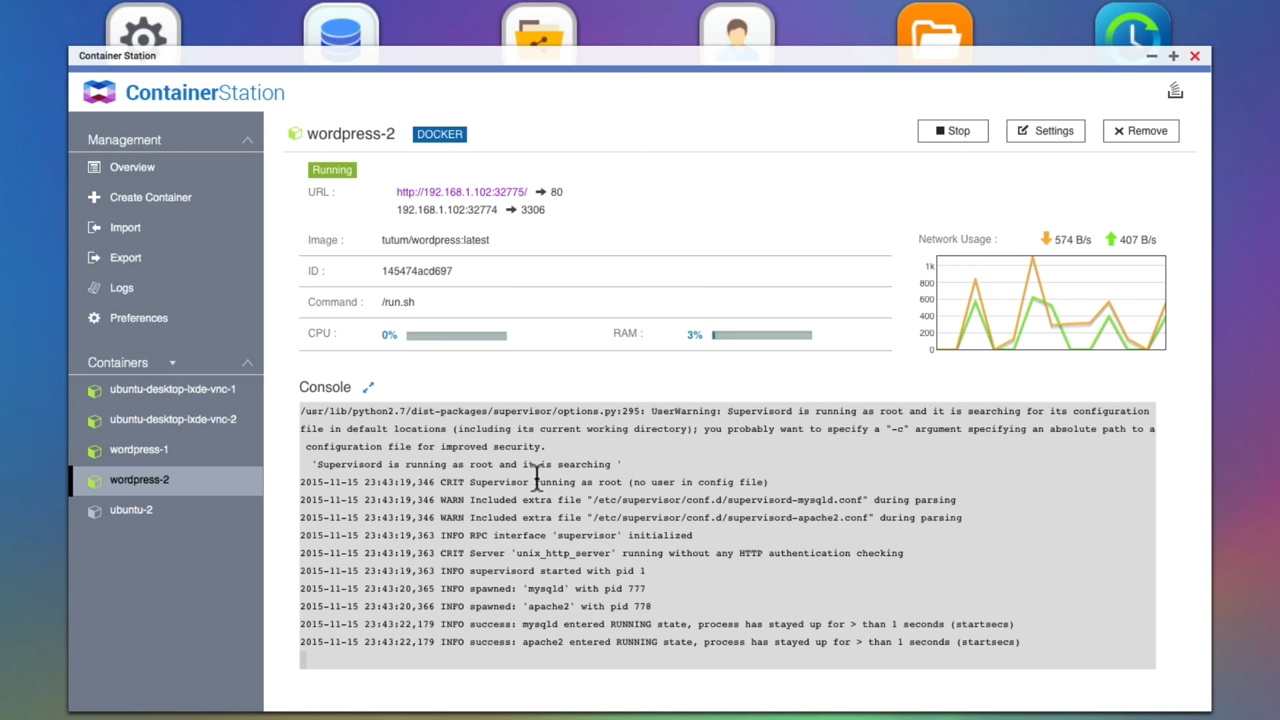 Container Station
ContainerStation
Management
Overview
Create Container
Import
Export
Logs
Preferences
Containers
ubuntu-desktop-lxde-vnc-1
ubuntu-desktop-lxde-vnc-2
wordpress-1
wordpress-2
ubuntu-2
wordpress-2 DOCKER
Stop Settings Remove
Running
URL : http://192.168.1.102:32775/ ➔ 80
192.168.1.102:32774 ➔ 3306
Image : tutum/wordpress:latest
ID : 145474acd697
Command : /run.sh
CPU : 0% RAM : 3%
Network Usage : 574 B/s 407 B/s
1k
800
600
400
200
0
Console
/usr/lib/python2.7/dist-packages/supervisor/options.py:295: UserWarning: Supervisord is running as root and it is searching for its configuration
file in default locations (including its current working directory); you probably want to specify a "-c" argument specifying an absolute path to a
configuration file for improved security.
'Supervisord is running as root and it is searching '
2015-11-15 23:43:19,346 CRIT Supervisor running as root (no user in config file)
2015-11-15 23:43:19,346 WARN Included extra file "/etc/supervisor/conf.d/supervisord-mysqld.conf" during parsing
2015-11-15 23:43:19,346 WARN Included extra file "/etc/supervisor/conf.d/supervisord-apache2.conf" during parsing
2015-11-15 23:43:19,363 INFO RPC interface 'supervisor' initialized
2015-11-15 23:43:19,363 CRIT Server 'unix_http_server' running without any HTTP authentication checking
2015-11-15 23:43:19,363 INFO supervisord started with pid 1
2015-11-15 23:43:20,365 INFO spawned: 'mysqld' with pid 777
2015-11-15 23:43:20,366 INFO spawned: 'apache2' with pid 778
2015-11-15 23:43:22,179 INFO success: mysqld entered RUNNING state, process has stayed up for > than 1 seconds (startsecs)
2015-11-15 23:43:22,179 INFO success: apache2 entered RUNNING state, process has stayed up for > than 1 seconds (startsecs)